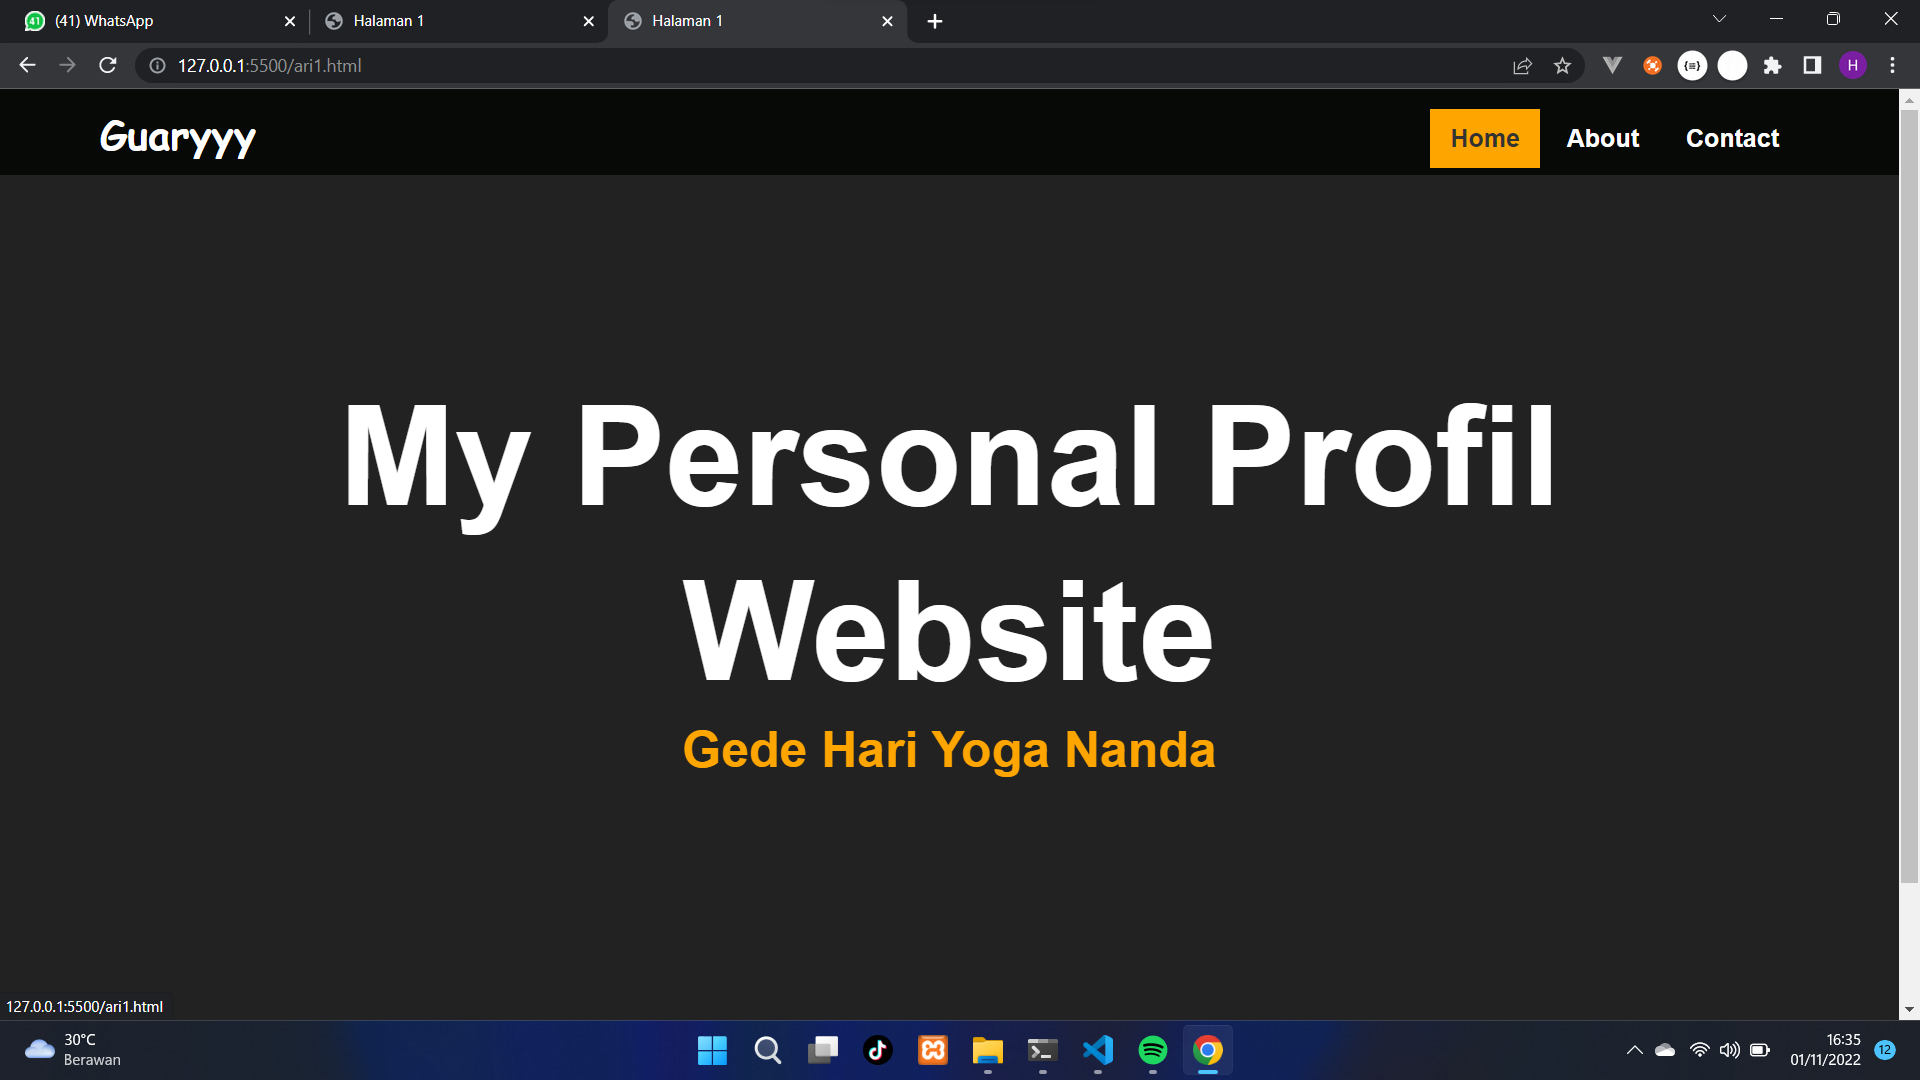 (41) WhatsApp
Halaman 1
Halaman 1
127.0.0.1:5500/ari1.html
H
Guaryyy
Home
About
Contact
My Personal Profil
Website
Gede Hari Yoga Nanda
127.0.0.1:5500/ari1.html
30°C
Berawan
16:35
01/11/2022
12